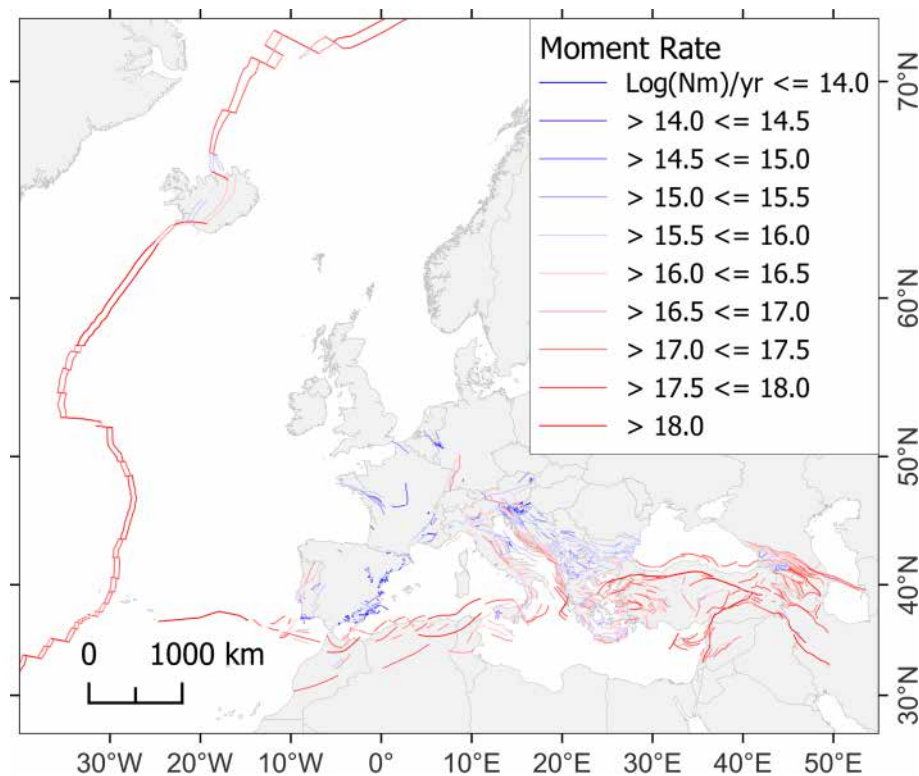 Moment Rate
Log(Nm)/yr <= 14.0
> 14.0 <= 14.5
> 14.5 <= 15.0
> 15.0 <= 15.5
> 15.5 <= 16.0
> 16.0 <= 16.5
> 16.5 <= 17.0
> 17.0 <= 17.5
> 17.5 <= 18.0
> 18.0
70°N
60°N
50°N
40°N
30°N
0 1000 km
30°W 20°W 10°W 0° 10°E 20°E 30°E 40°E 50°E